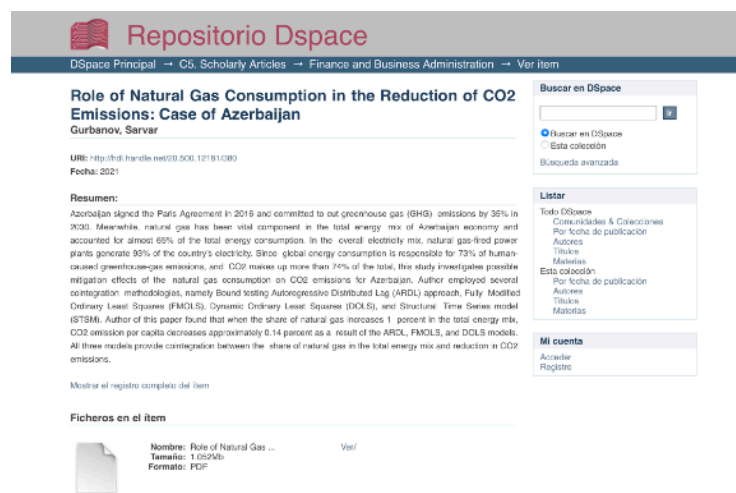 Repositorio Dspace
DSpace Principal → C5. Scholarly Articles → Finance and Business Administration → Ver ítem
Role of Natural Gas Consumption in the Reduction of CO2
Emissions: Case of Azerbaijan
Gurbanov, Sarvar
URI: http://hdl.handle.net/20.500.12181/380
Fecha: 2021
Resumen:
Azerbaijan signed the Paris Agreement in 2016 and committed to cut greenhouse gas (GHG) emissions by 35% in
2030. Meanwhile, natural gas has been vital component in the total energy mix of Azerbaijan economy and
accounted for almost 65% of the total energy consumption. In the overall electricity mix, natural gas-fired power
plants generate 93% of the country's electricity. Since global energy consumption is responsible for 73% of human-
caused greenhouse-gas emissions, and CO2 makes up more than 74% of the total, this study investigates possible
mitigation effects of the natural gas consumption on CO2 emissions for Azerbaijan. Author employed several
cointegration methodologies, namely Bound testing Autoregressive Distributed Lag (ARDL) approach, Fully Modified
Ordinary Least Squares (FMOLS), Dynamic Ordinary Least Squares (DOLS), and Structural Time Series model
(STSM). Author of this paper found that when the share of natural gas increases 1 percent in the total energy mix,
CO2 emission per capita decreases approximately 0.14 percent as a result of the ARDL, FMOLS, and DOLS models.
All three models provide cointegration between the share of natural gas in the total energy mix and reduction in CO2
emissions.
Mostrar el registro completo del ítem
Ficheros en el ítem
Nombre: Role of Natural Gas ...
Tamaño: 1.052Mb
Formato: PDF
Ver/
Buscar en DSpace
Ir
Buscar en DSpace
Esta colección
Búsqueda avanzada
Listar
Todo DSpace
Comunidades & Colecciones
Por fecha de publicación
Autores
Títulos
Materias
Esta colección
Por fecha de publicación
Autores
Títulos
Materias
Mi cuenta
Acceder
Registro